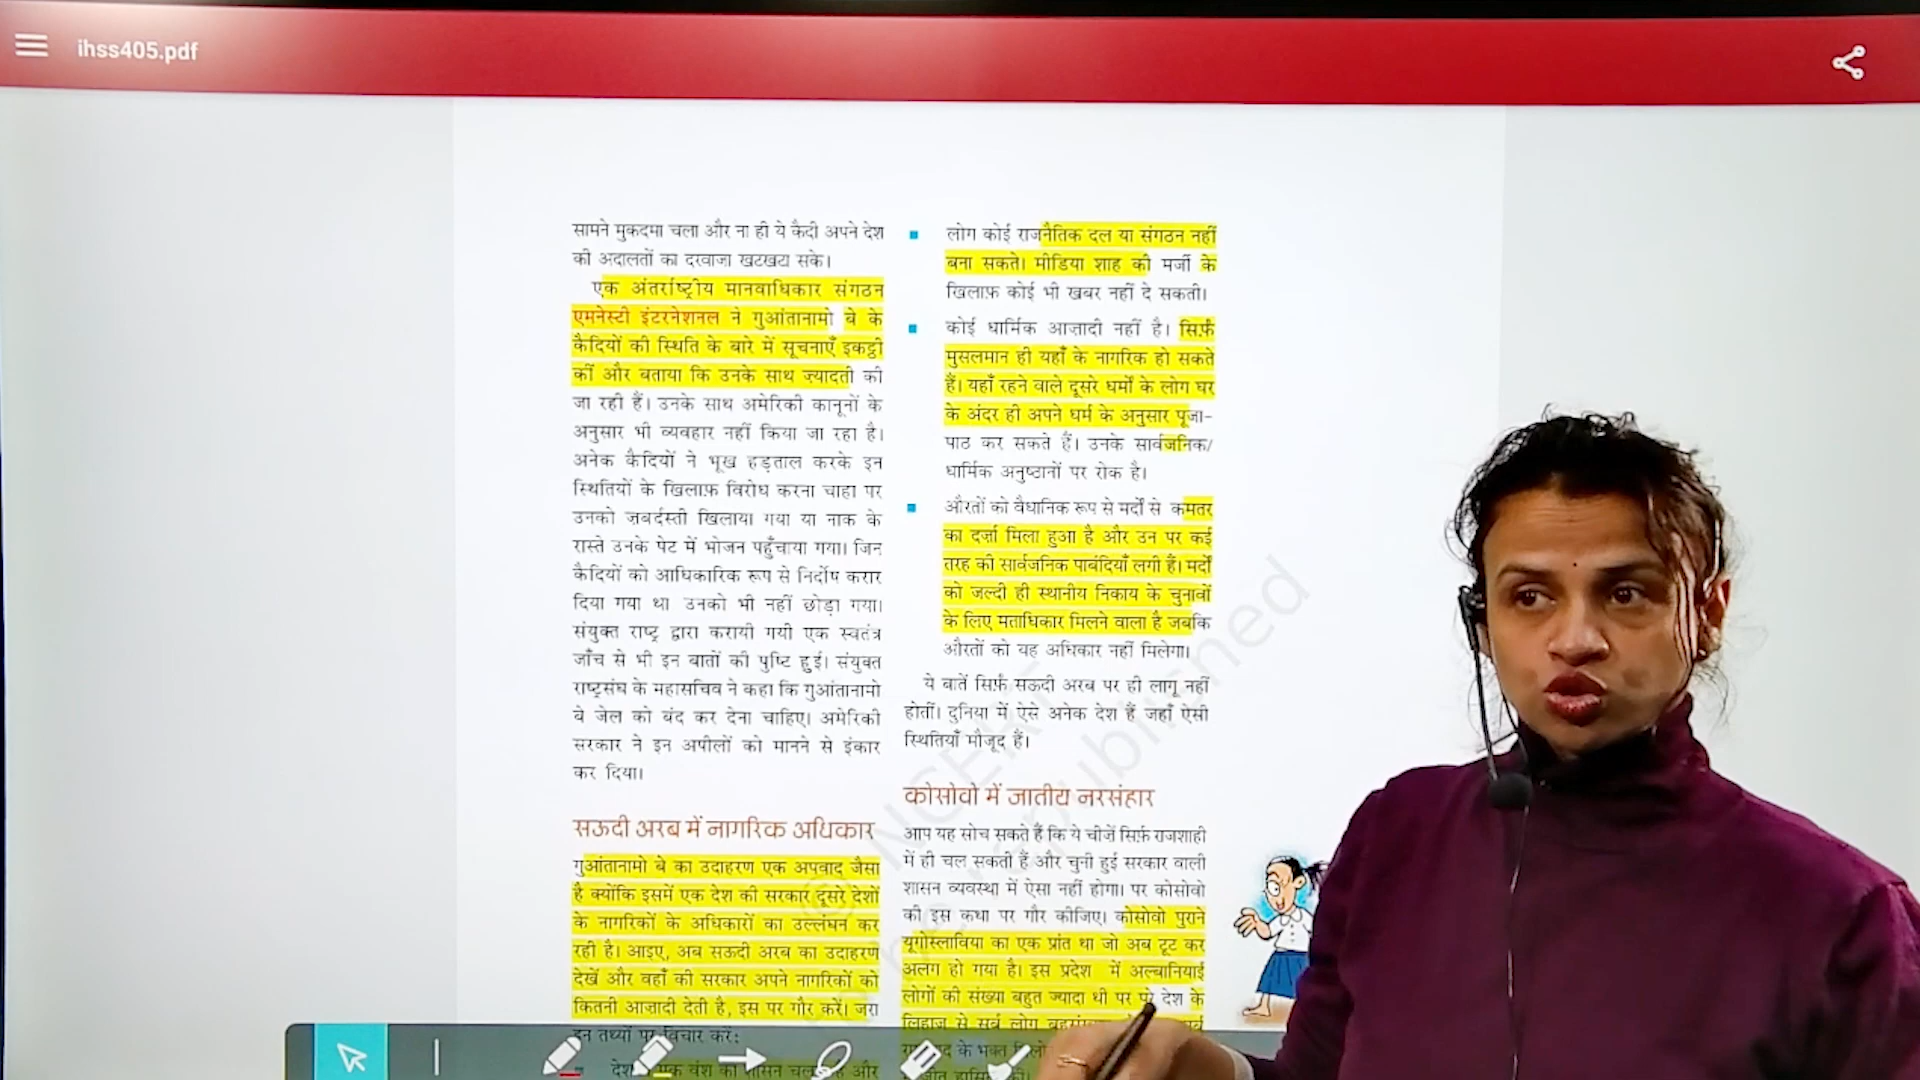 ihss405.pdf
सामने मुकदमा चला और ना ही ये कैदी अपने देश
की अदालतों का दरवाजा खटखटा सके।
एक अंतर्राष्ट्रीय मानवाधिकार संगठन
एमनेस्टी इंटरनेशनल ने गुआंतानामो बे के
कैदियों की स्थिति के बारे में सूचनाएँ इकट्ठी
कीं और बताया कि उनके साथ ज़्यादती की
जा रही हैं। उनके साथ अमेरिकी कानूनों के
अनुसार भी व्यवहार नहीं किया जा रहा है।
अनेक कैदियों ने भूख हड़ताल करके इन
स्थितियों के खिलाफ़ विरोध करना चाहा पर
उनको ज़बर्दस्ती खिलाया गया या नाक के
रास्ते उनके पेट में भोजन पहुँचाया गया। जिन
कैदियों को आधिकारिक रूप से निर्दोष करार
दिया गया था उनको भी नहीं छोड़ा गया।
संयुक्त राष्ट्र द्वारा करायी गयी एक स्वतंत्र
जाँच से भी इन बातों की पुष्टि हुई। संयुक्त
राष्ट्रसंघ के महासचिव ने कहा कि गुआंतानामो
बे जेल को बंद कर देना चाहिए। अमेरिकी
सरकार ने इन अपीलों को मानने से इंकार
कर दिया।
सऊदी अरब में नागरिक अधिकार
गुआंतानामो बे का उदाहरण एक अपवाद जैसा
है क्योंकि इसमें एक देश की सरकार दूसरे देशों
के नागरिकों के अधिकारों का उल्लंघन कर
रही है। आइए, अब सऊदी अरब का उदाहरण
देखें और वहाँ की सरकार अपने नागरिकों को
कितनी आज़ादी देती है, इस पर गौर करें। जरा
इन तथ्यों पर विचार करें:
देश एक वंश का शासन और
लोग कोई राजनैतिक दल या संगठन नहीं
बना सकते। मीडिया शाह की मर्जी के
खिलाफ़ कोई भी खबर नहीं दे सकती।
कोई धार्मिक आज़ादी नहीं है। सिर्फ़
मुसलमान ही यहाँ के नागरिक हो सकते
हैं। यहाँ रहने वाले दूसरे धर्मों के लोग घर
के अंदर ही अपने धर्म के अनुसार पूजा-
पाठ कर सकते हैं। उनके सार्वजनिक/
धार्मिक अनुष्ठानों पर रोक है।
औरतों को वैधानिक रूप से मर्दों से कमतर
का दर्जा मिला हुआ है और उन पर कई
तरह की सार्वजनिक पाबंदियाँ लगी हैं। मर्दों
को जल्दी ही स्थानीय निकाय के चुनावों
के लिए मताधिकार मिलने वाला है जबकि
औरतों को यह अधिकार नहीं मिलेगा।
ये बातें सिर्फ़ सऊदी अरब पर ही लागू नहीं
होतीं। दुनिया में ऐसे अनेक देश हैं जहाँ ऐसी
स्थितियाँ मौजूद हैं।
कोसोवो में जातीय नरसंहार
आप यह सोच सकते हैं कि ये चीजें सिर्फ़ राजशाही
में ही चल सकती हैं और चुनी हुई सरकार वाली
शासन व्यवस्था में ऐसा नहीं होगा। पर कोसोवो
की इस कथा पर गौर कीजिए। कोसोवो पुराने
यूगोस्लाविया का एक प्रांत था जो अब टूट कर
अलग हो गया है। इस प्रदेश में अल्बानियाई
लोगों की संख्या बहुत ज्यादा थी पर पूरे देश के
लिहाज से सर्ब लोग
के भक्त